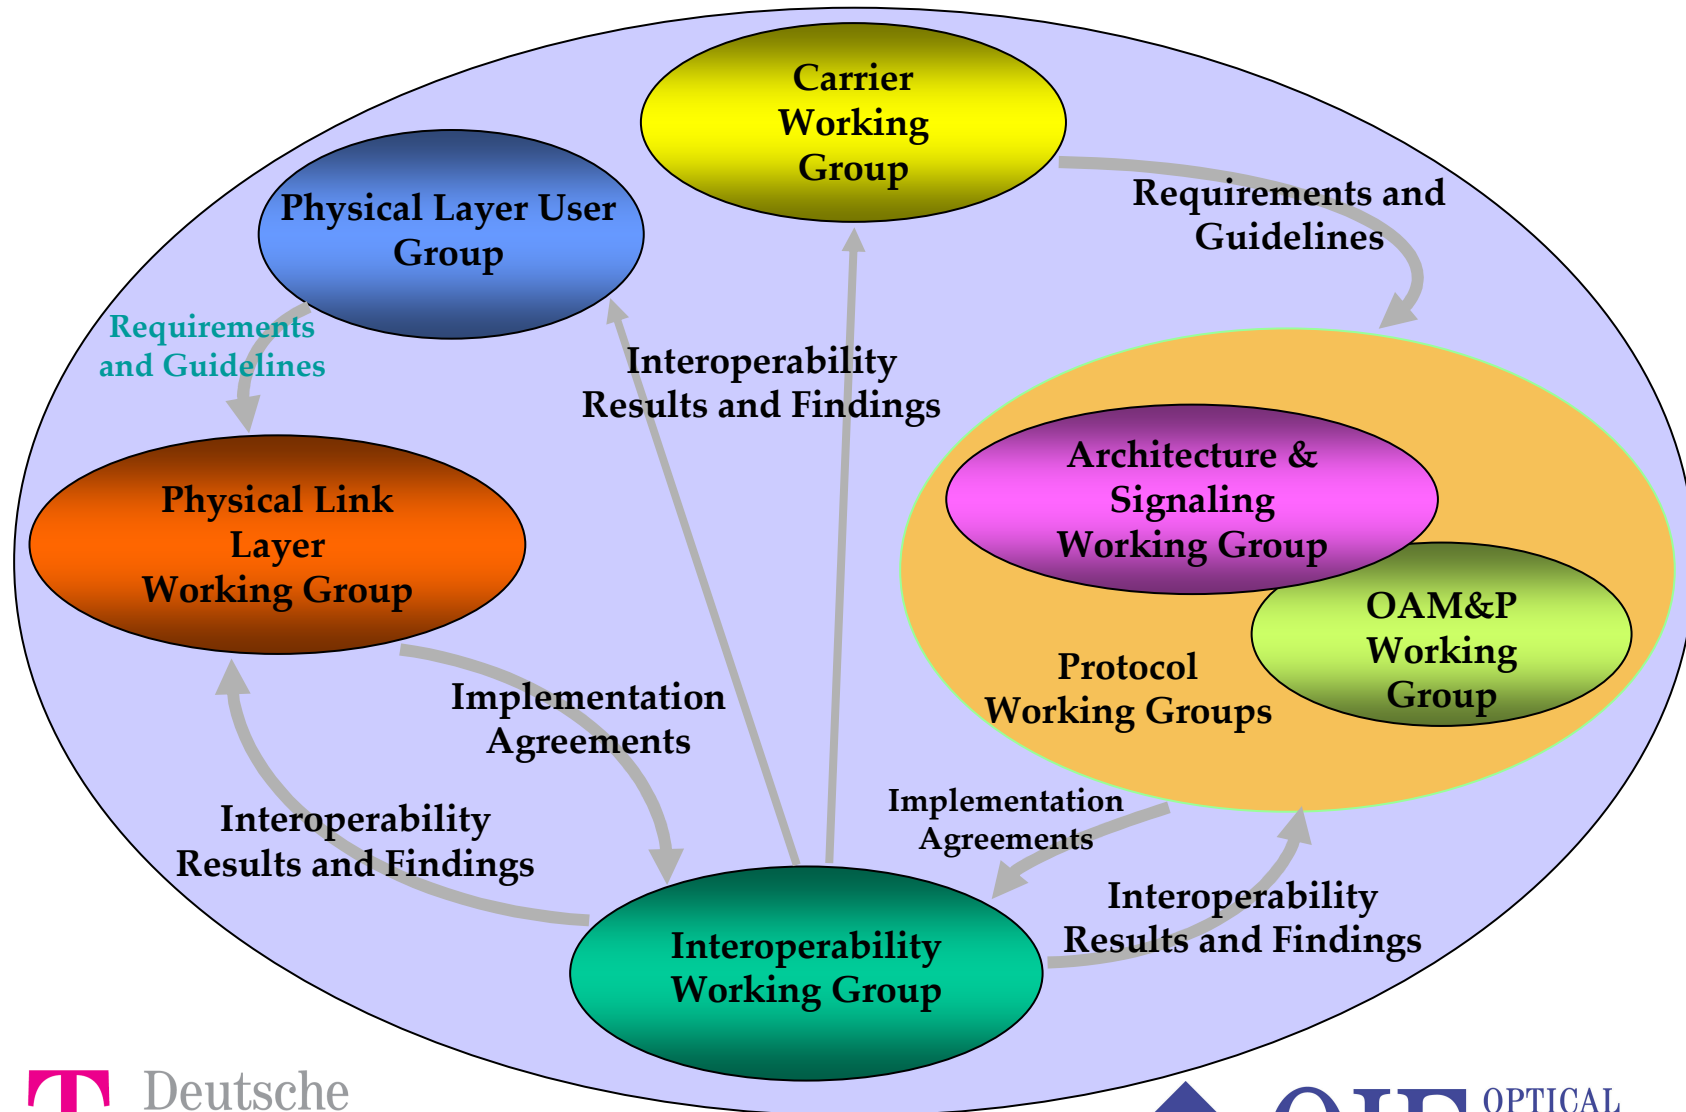 Carrier
Working
Group
Physical Layer User
Group
Requirements and
Guidelines
Requirements
and Guidelines
Interoperability
Results and Findings
Architecture &
Signaling
Working Group
Physical Link
Layer
Working Group
OAM&P
Working
Group
Protocol
Working Groups
Implementation
Agreements
Implementation
Agreements
Interoperability
Results and Findings
Interoperability
Results and Findings
Interoperability
Working Group
T Deutsche
OIF OPTICAL